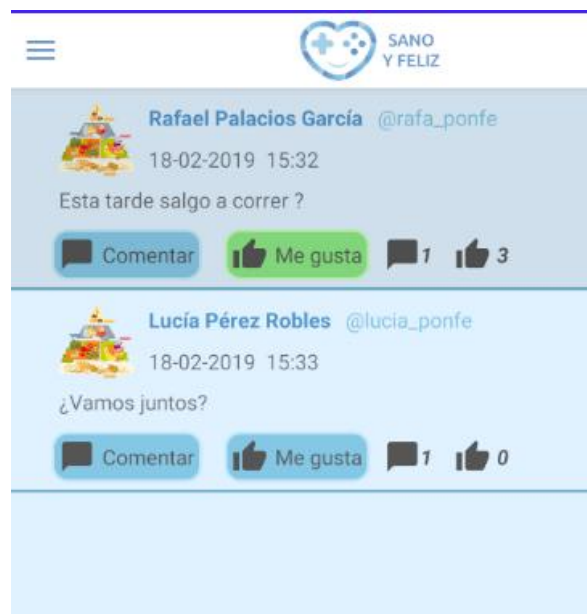 SANO
Y FELIZ
Rafael Palacios García @rafa_ponfe
18-02-2019 15:32
Esta tarde salgo a correr ?
Comentar Me gusta 1 3
Lucía Pérez Robles @lucia_ponfe
18-02-2019 15:33
¿Vamos juntos?
Comentar Me gusta 1 0